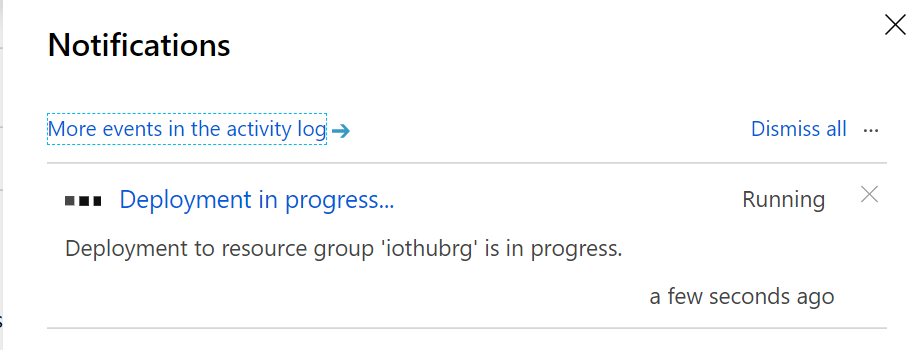 Notifications
More events in the activity log → Dismiss all ...
Deployment in progress... Running
Deployment to resource group 'iothubrg' is in progress.
a few seconds ago